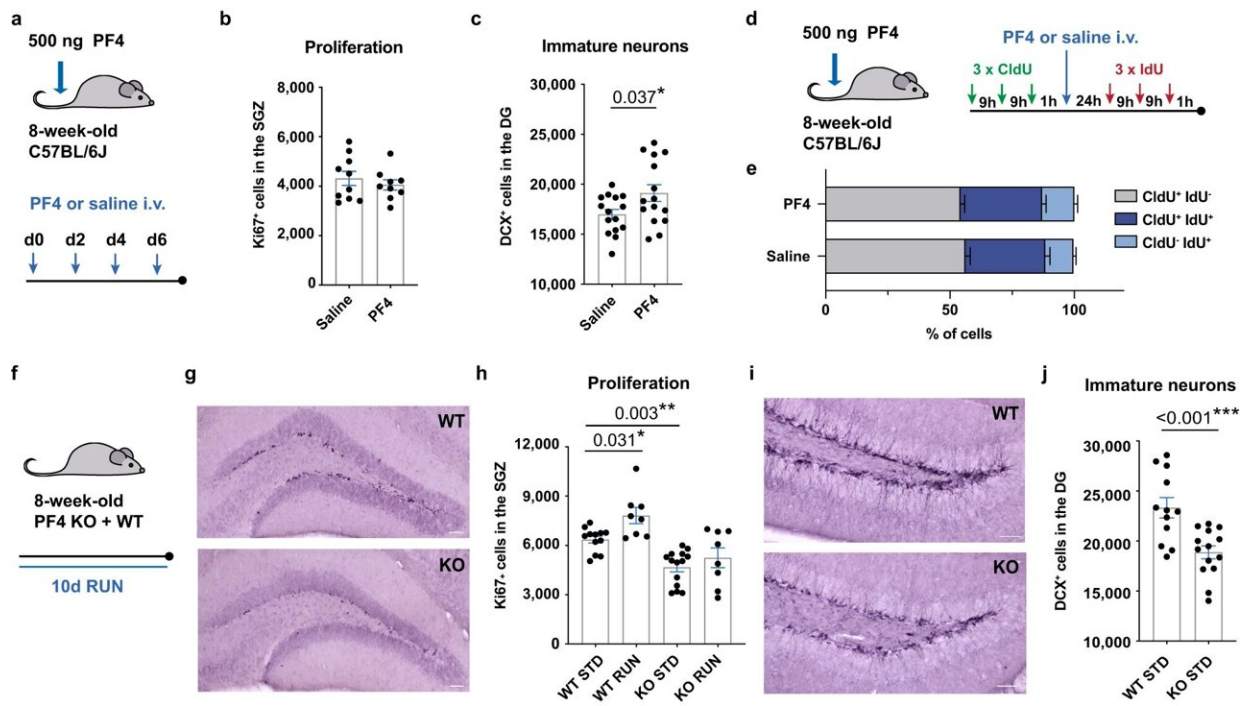 a
500 ng PF4
8-week-old
C57BL/6J
PF4 or saline i.v.
d0 d2 d4 d6
b
Proliferation
Ki67⁺ cells in the SGZ
8,000
6,000
4,000
2,000
0
Saline
PF4
c
Immature neurons
DCX⁺ cells in the DG
30,000
25,000
20,000
15,000
10,000
0.037*
Saline
PF4
d
500 ng PF4
8-week-old
C57BL/6J
PF4 or saline i.v.
3 x CldU
3 x IdU
9h 9h 1h 24h 9h 9h 1h
e
PF4
Saline
0 50 100
% of cells
CldU⁺ IdU⁻
CldU⁺ IdU⁺
CldU⁻ IdU⁺
f
8-week-old
PF4 KO + WT
10d RUN
g
WT
KO
h
Proliferation
0.003**
0.031*
Ki67₊ cells in the SGZ
12,000
9,000
6,000
3,000
0
WT STD
WT RUN
KO STD
KO RUN
i
WT
KO
j
Immature neurons
<0.001***
DCX⁺ cells in the DG
30,000
25,000
20,000
15,000
10,000
WT STD
KO STD